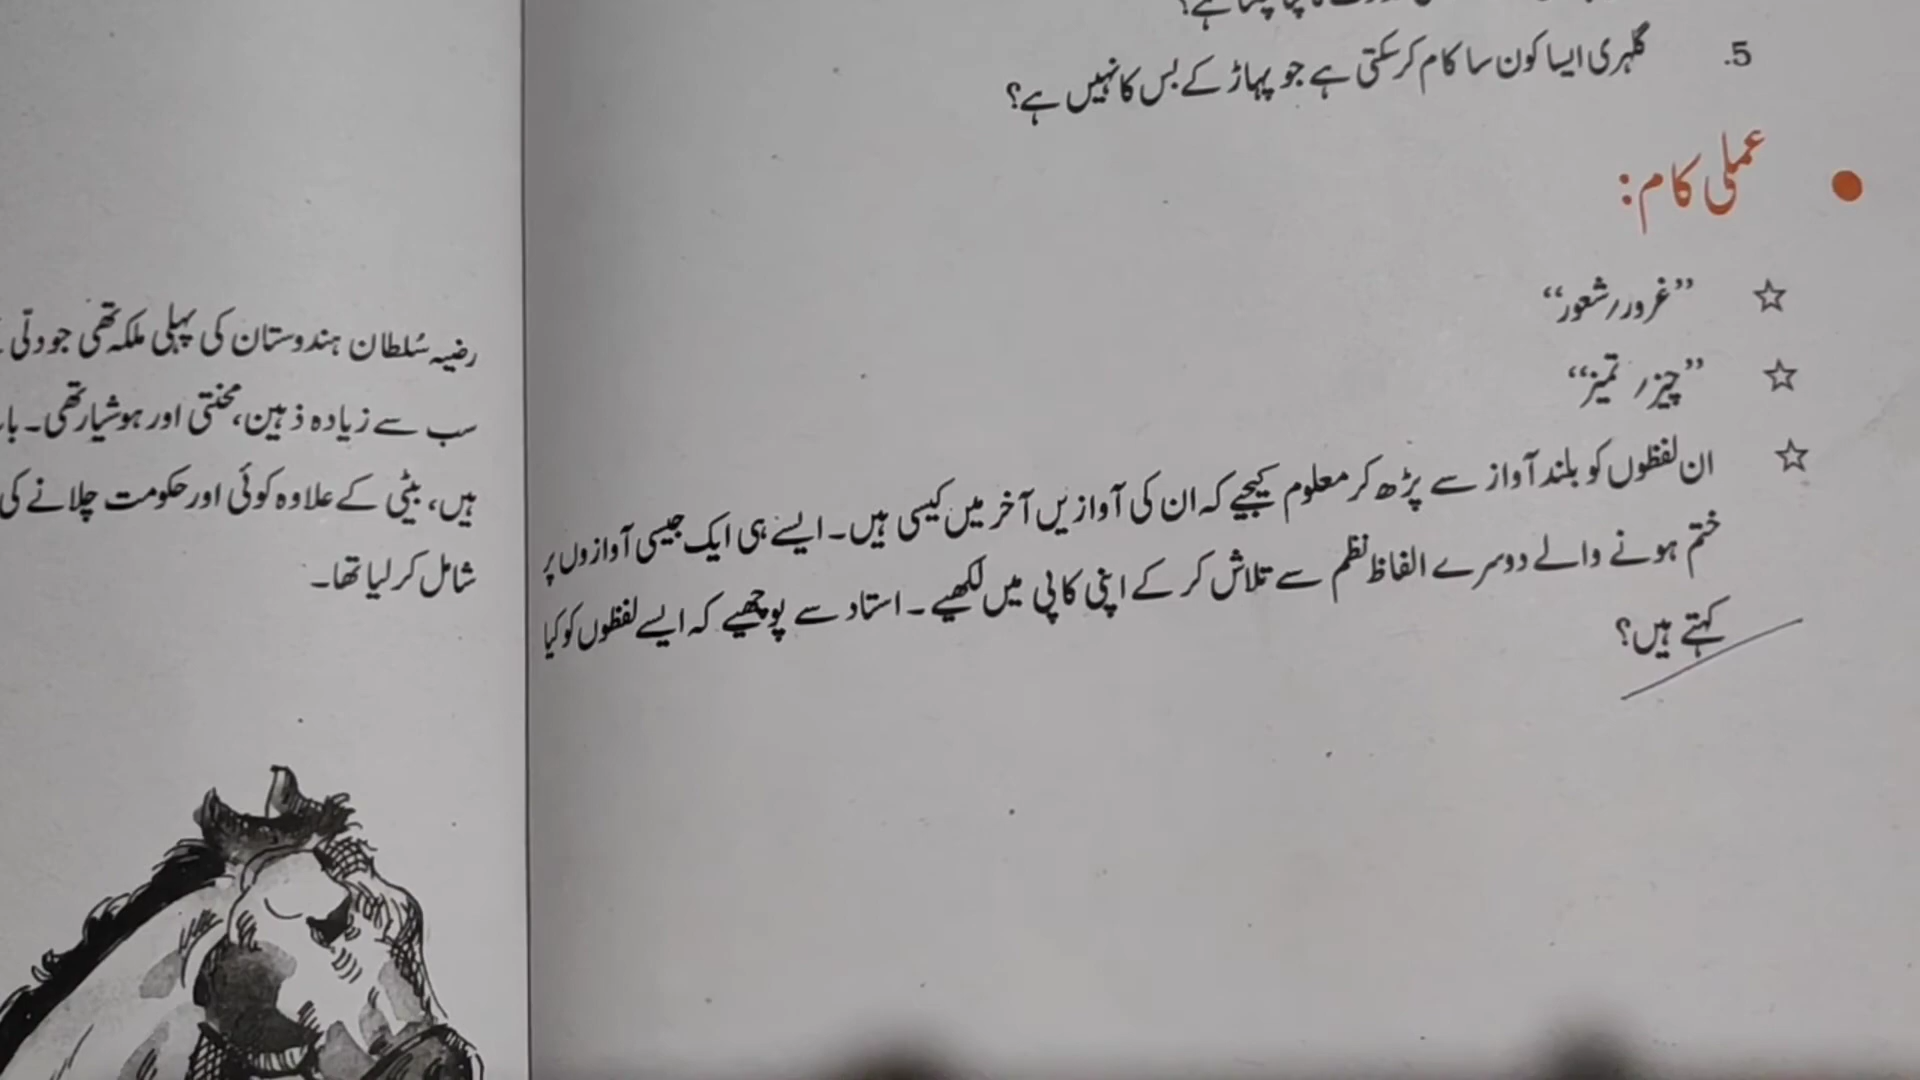 ہے؟
5. گلہری ایسا کون سا کام کر سکتی ہے جو پہاڑ کے بس کا نہیں ہے؟
● عملی کام:
☆ ”غرور/شعور“
☆ ”چیز/ تمیز“
☆ ان لفظوں کو بلند آواز سے پڑھ کر معلوم کیجیے کہ ان کی آوازیں آخر میں کیسی ہیں۔ ایسے ہی ایک جیسی آوازوں پر
ختم ہونے والے دوسرے الفاظ نظم سے تلاش کر کے اپنی کاپی میں لکھیے۔ استاد سے پوچھیے کہ ایسے لفظوں کو کیا
کہتے ہیں؟
رضیہ سُلطان ہندوستان کی پہلی ملکہ تھی جو دلّی
سب سے زیادہ ذہین، محنتی اور ہوشیار تھی۔
ہیں، بیٹی کے علاوہ کوئی اور حکومت چلانے کی
شامل کر لیا تھا۔